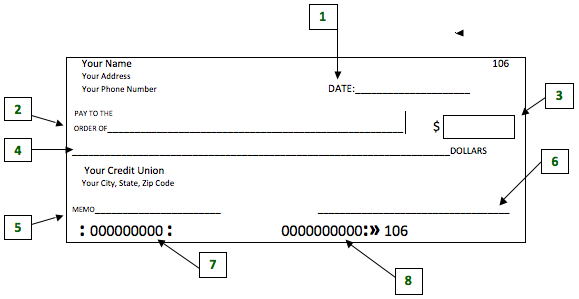 1
Your Name 106
Your Address
Your Phone Number DATE:
2
PAY TO THE
3
ORDER OF $
4
DOLLARS
Your Credit Union
6
Your City, State, Zip Code
5
MEMO
: 000000000 : 0000000000:» 106
7
8